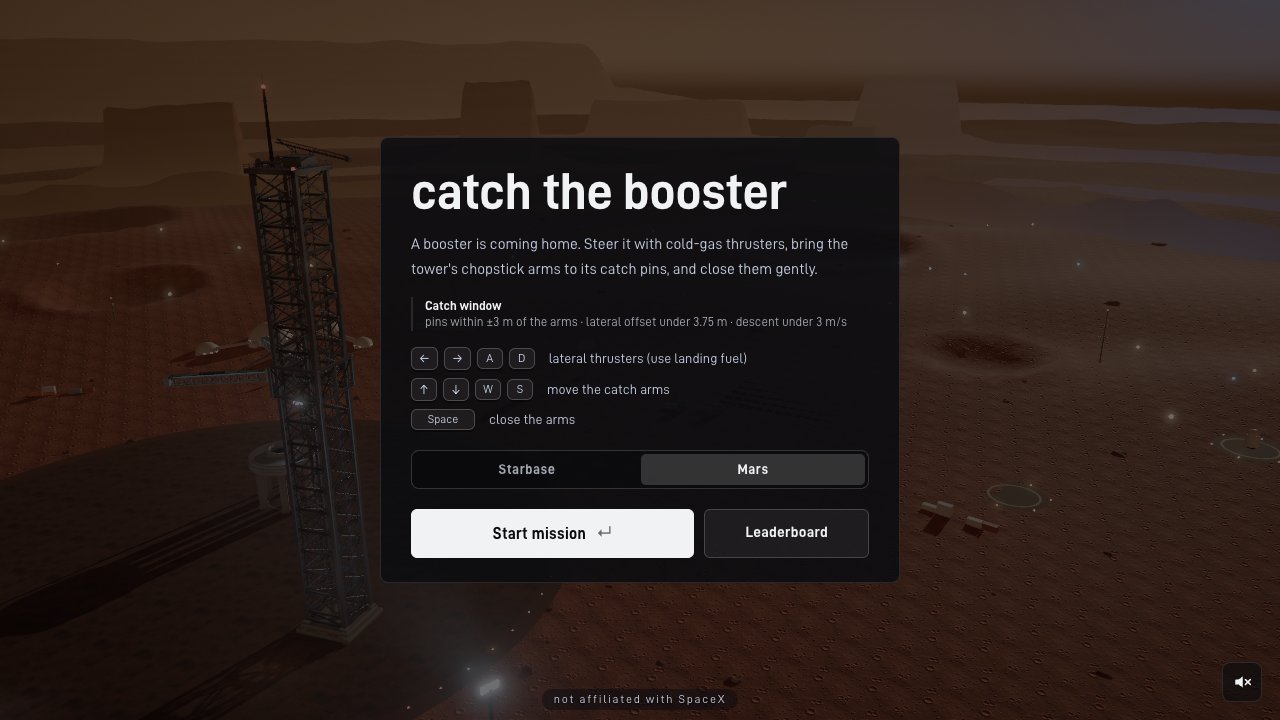 catch the booster
A booster is coming home. Steer it with cold-gas thrusters, bring the
tower's chopstick arms to its catch pins, and close them gently.
Catch window
pins within ±3 m of the arms · lateral offset under 3.75 m · descent under 3 m/s
← → A D lateral thrusters (use landing fuel)
↑ ↓ W S move the catch arms
Space close the arms
Starbase Mars
Start mission ↵ Leaderboard
not affiliated with SpaceX